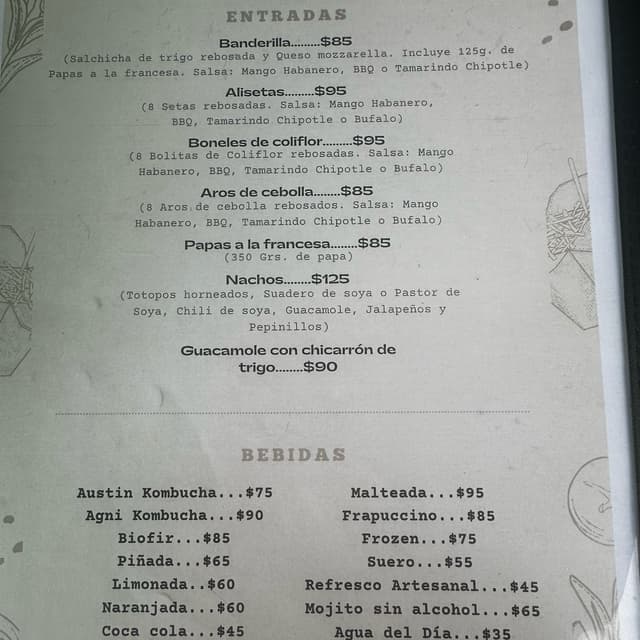 ENTRADAS
Banderilla.........$85
(Salchicha de trigo rebosada y Queso mozzarella. Incluye 125g. de
Papas a la francesa. Salsa: Mango Habanero, BBQ o Tamarindo Chipotle)
Alisetas.........$95
(8 Setas rebosadas. Salsa: Mango Habanero,
BBQ, Tamarindo Chipotle o Bufalo)
Boneles de coliflor.........$95
(8 Bolitas de Coliflor rebosadas. Salsa: Mango
Habanero, BBQ, Tamarindo Chipotle o Bufalo)
Aros de cebolla........$85
(8 Aros de cebolla rebosados. Salsa: Mango
Habanero, BBQ, Tamarindo Chipotle o Bufalo)
Papas a la francesa........$85
(350 Grs. de papa)
Nachos........$125
(Totopos horneados, Suadero de soya o Pastor de
Soya, Chili de soya, Guacamole, Jalapeños y
Pepinillos)
Guacamole con chicarrón de
trigo........$90
BEBIDAS
Austin Kombucha...$75
Agni Kombucha...$90
Biofir...$85
Piñada...$65
Limonada..$60
Naranjada...$60
Coca cola...$45
Malteada...$95
Frapuccino...$85
Frozen...$75
Suero...$55
Refresco Artesanal...$45
Mojito sin alcohol...$65
Agua del Día...$35